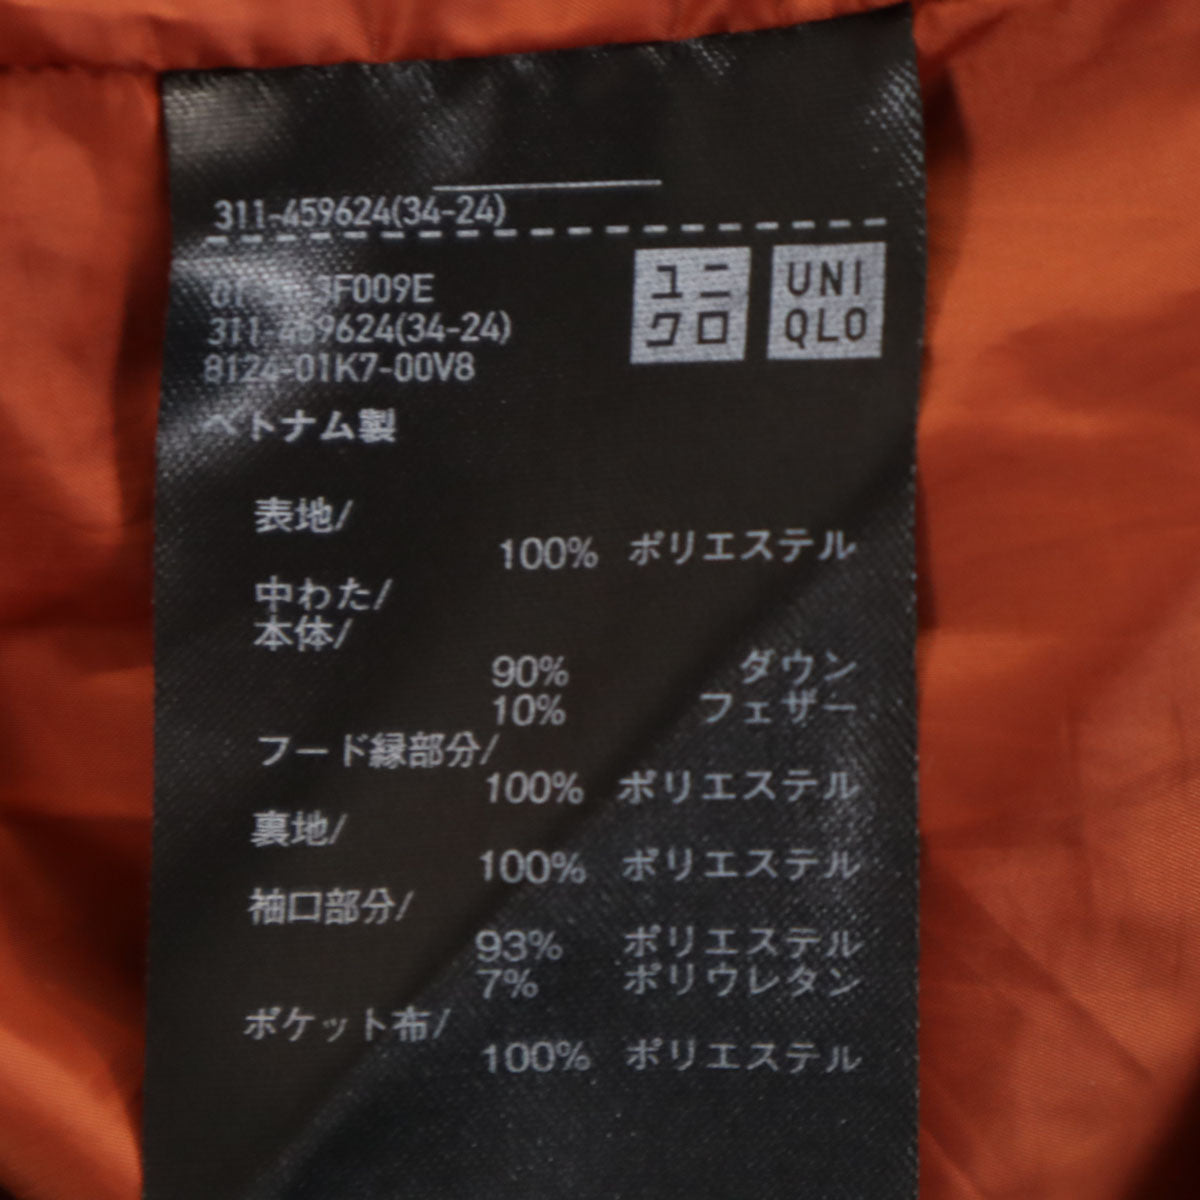 311-459624(34-24)
3F009E
311-459624(34-24)
8124-01K7-00V8
ユニ
クロ
UNI
QLO
ベトナム製
表地/
100% ポリエステル
中わた/
本体/
90% ダウン
10% フェザー
フード縁部分/
100% ポリエステル
裏地/
100% ポリエステル
袖口部分/
93% ポリエステル
7% ポリウレタン
ポケット布/
100% ポリエステル